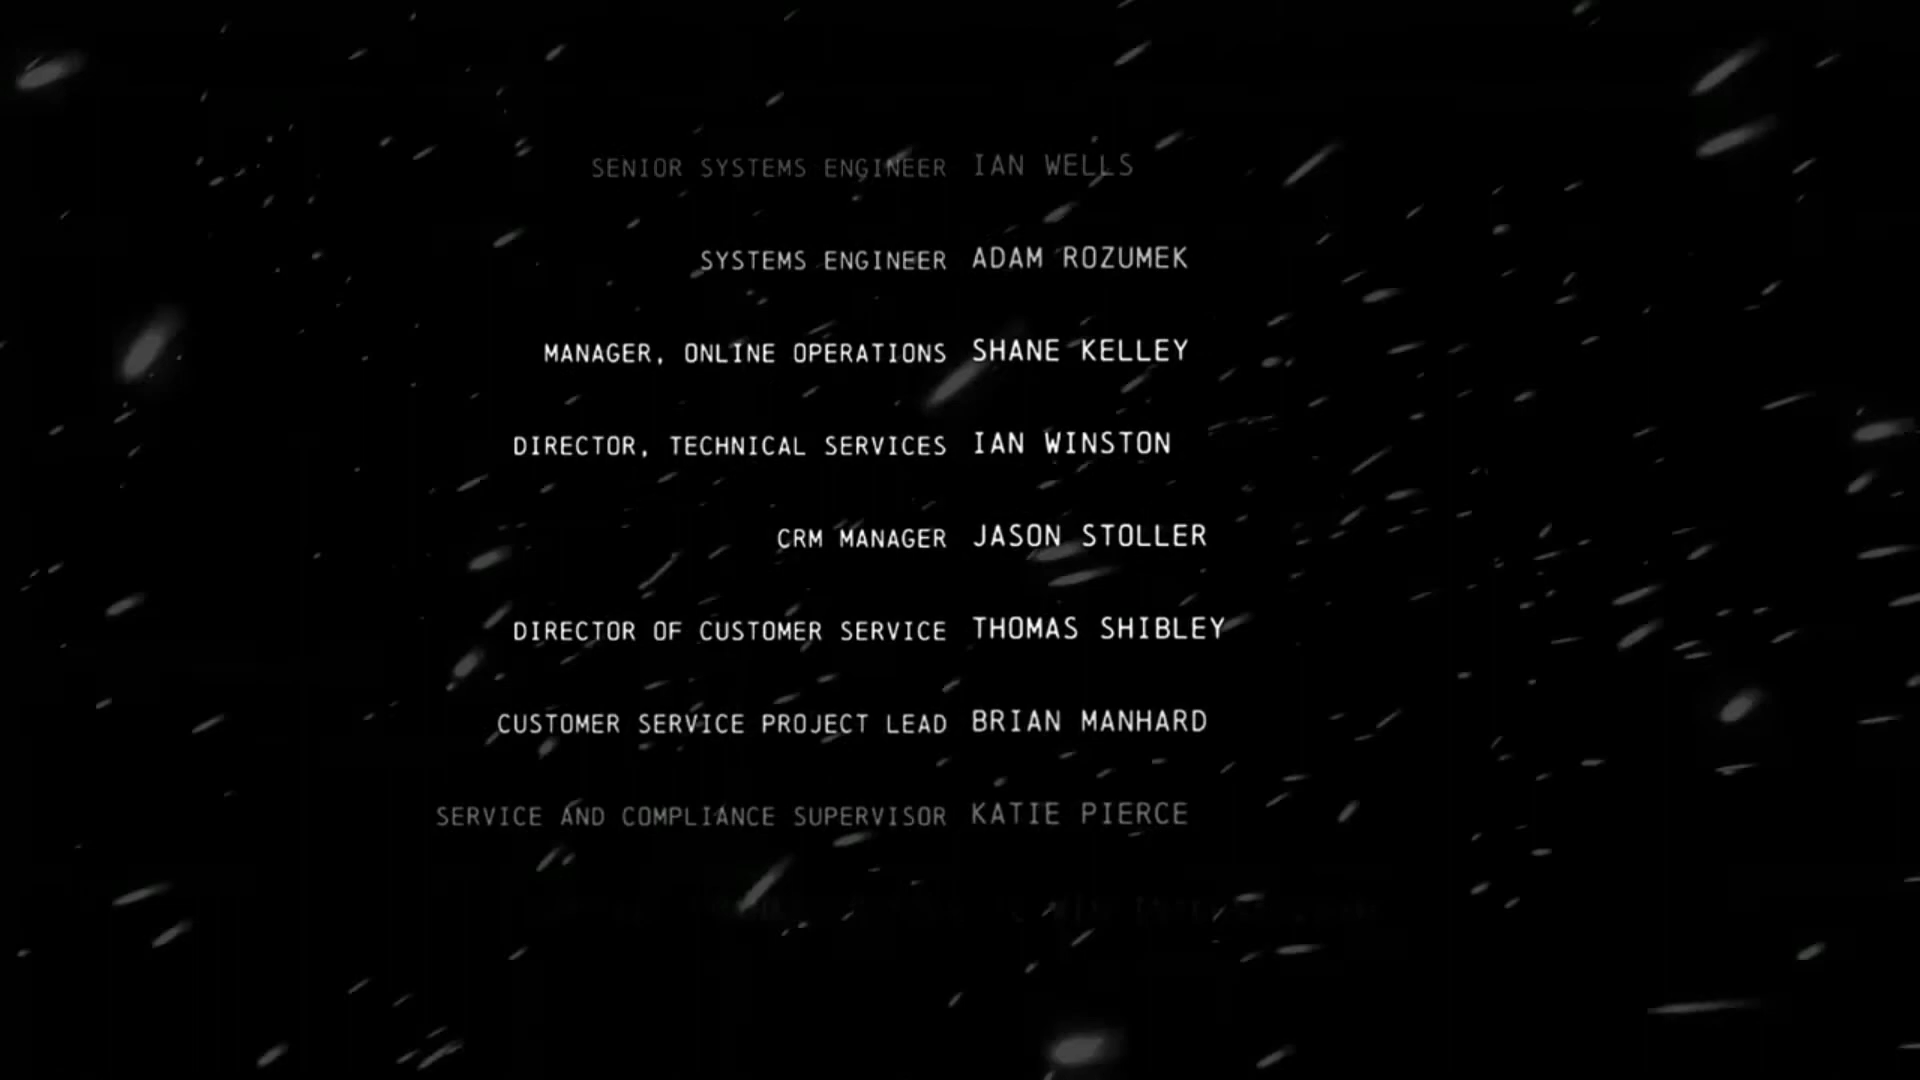 SENIOR SYSTEMS ENGINEER IAN WELLS
SYSTEMS ENGINEER ADAM ROZUMEK
MANAGER, ONLINE OPERATIONS SHANE KELLEY
DIRECTOR, TECHNICAL SERVICES IAN WINSTON
CRM MANAGER JASON STOLLER
DIRECTOR OF CUSTOMER SERVICE THOMAS SHIBLEY
CUSTOMER SERVICE PROJECT LEAD BRIAN MANHARD
SERVICE AND COMPLIANCE SUPERVISOR KATIE PIERCE